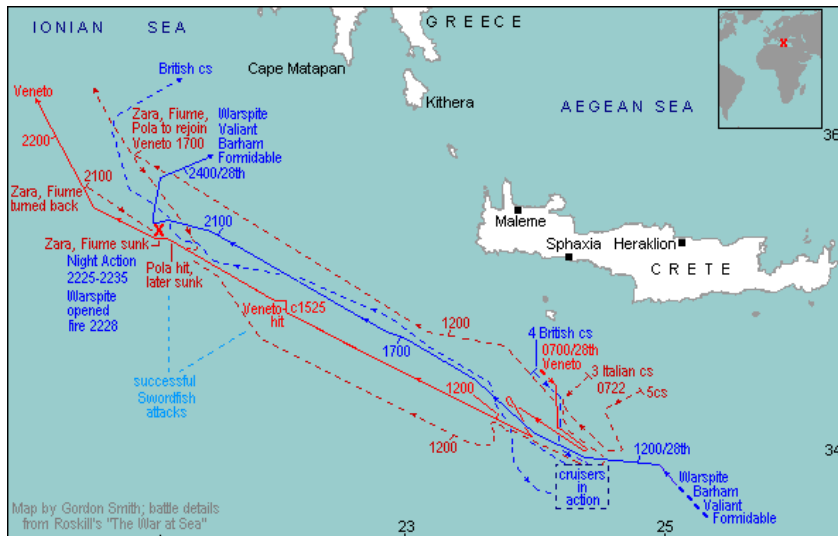 IONIAN SEA
GREECE
X
British cs
Cape Matapan
Veneto
Kithera
AEGEAN SEA
Zara, Fiume,
Pola to rejoin
Veneto 1700
Warspite
Valiant
Barham
Formidable
36
2200
2400/28th
2100
Zara, Fiume
turned back
X
2100
Maleme
Zara, Fiume sunk
Sphaxia
Heraklion
Night Action
2225-2235
Pola hit,
later sunk
CRETE
Warspite
opened
fire 2228
Veneto
hit
c1525
1200
4 British cs
1700
0700/28th
Veneto
3 Italian cs
0722
successful
Swordfish
attacks
1200
5cs
1200
1200/28th
34
cruisers
in
action
Warspite
Barham
Valiant
Formidable
Map by Gordon Smith; battle details
from Roskill's "The War at Sea"
23
25